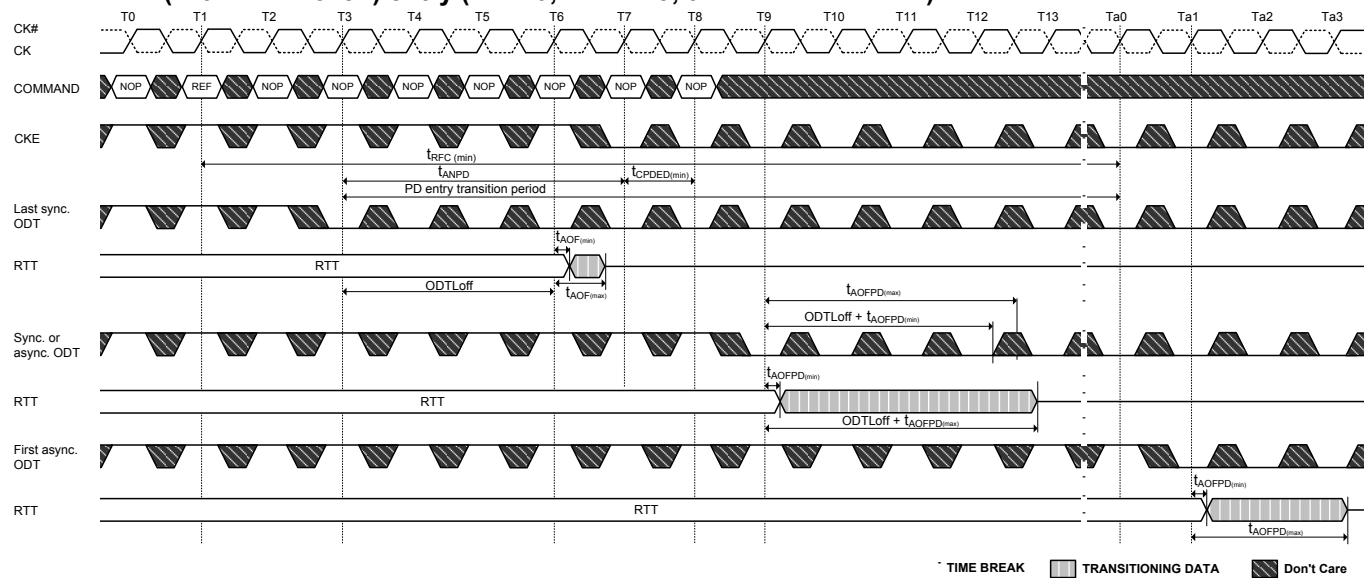 T0 T1 T2 T3 T4 T5 T6 T7 T8 T9 T10 T11 T12 T13 Ta0 Ta1 Ta2 Ta3
CK#
CK
COMMAND NOP REF NOP NOP NOP NOP NOP NOP NOP
CKE
tRFC (min)
tANPD tCPDED(min)
PD entry transition period
Last sync.
ODT
tAOF(min)
RTT RTT
ODTLoff tAOF(max)
tAOFPD(max)
ODTLoff + tAOFPD(min)
Sync. or
async. ODT
tAOFPD(min)
RTT RTT
ODTLoff + tAOFPD(max)
First async.
ODT
tAOFPD(min)
RTT RTT
tAOFPD(max)
TIME BREAK TRANSITIONING DATA Don't Care